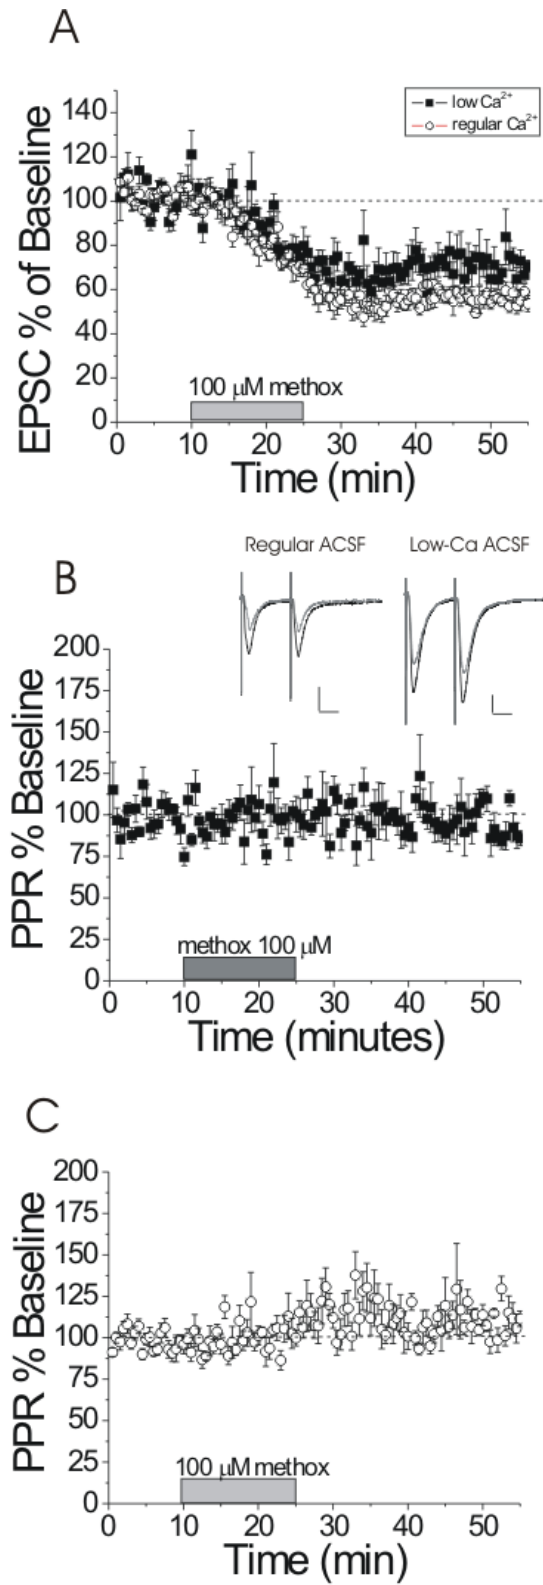 A
EPSC % of Baseline
140
120
100
80
60
40
20
0
low Ca2+
regular Ca2+
100 μM methox
0 10 20 30 40 50
Time (min)
B
Regular ACSF Low-Ca ACSF
PPR % Baseline
200
175
150
125
100
75
50
25
0
methox 100 μM
0 10 20 30 40 50
Time (minutes)
C
PPR % Baseline
200
175
150
125
100
75
50
25
0
100 μM methox
0 10 20 30 40 50
Time (min)